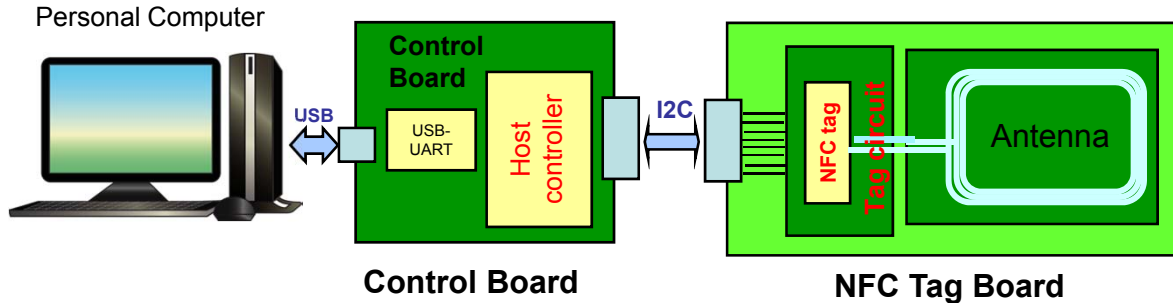 Personal Computer
USB
Control
Board
USB-
UART
Host
controller
I2C
NFC tag
Tag circuit
Antenna
Control Board
NFC Tag Board